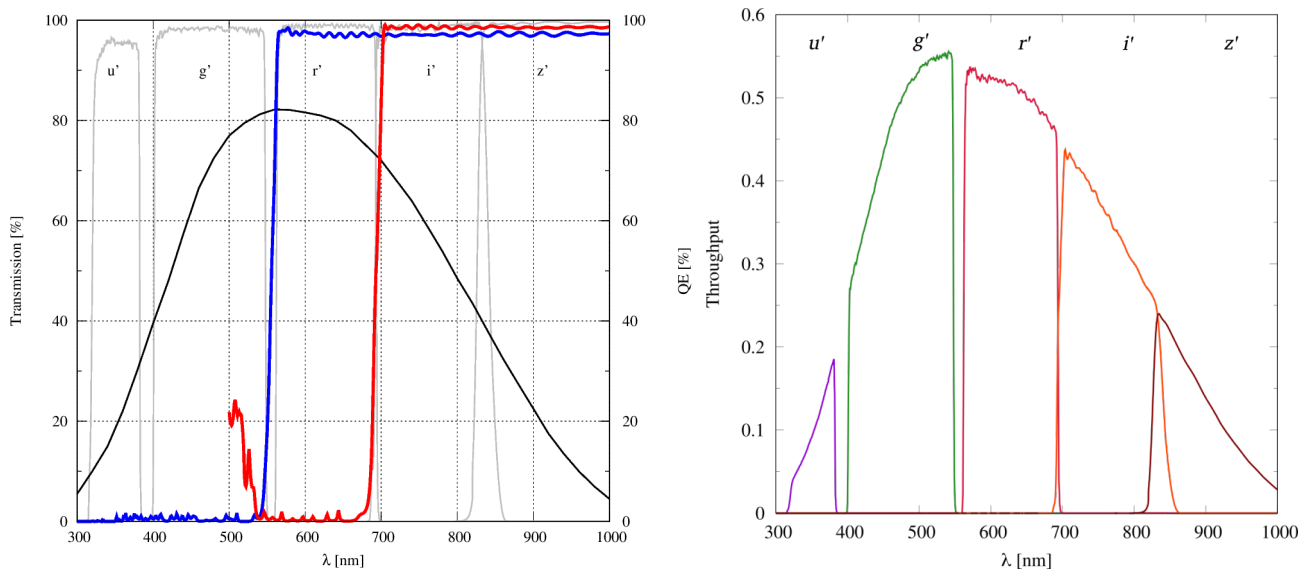 100
80
60
40
20
0
Transmission [%]
u’ g’ r’ i’ z’
100
80
60
40
20
0
QE [%]
300 400 500 600 700 800 900 1000
λ [nm]
0.6
0.5
0.4
0.3
0.2
0.1
0
Throughput
u' g' r' i' z'
300 400 500 600 700 800 900 1000
λ [nm]